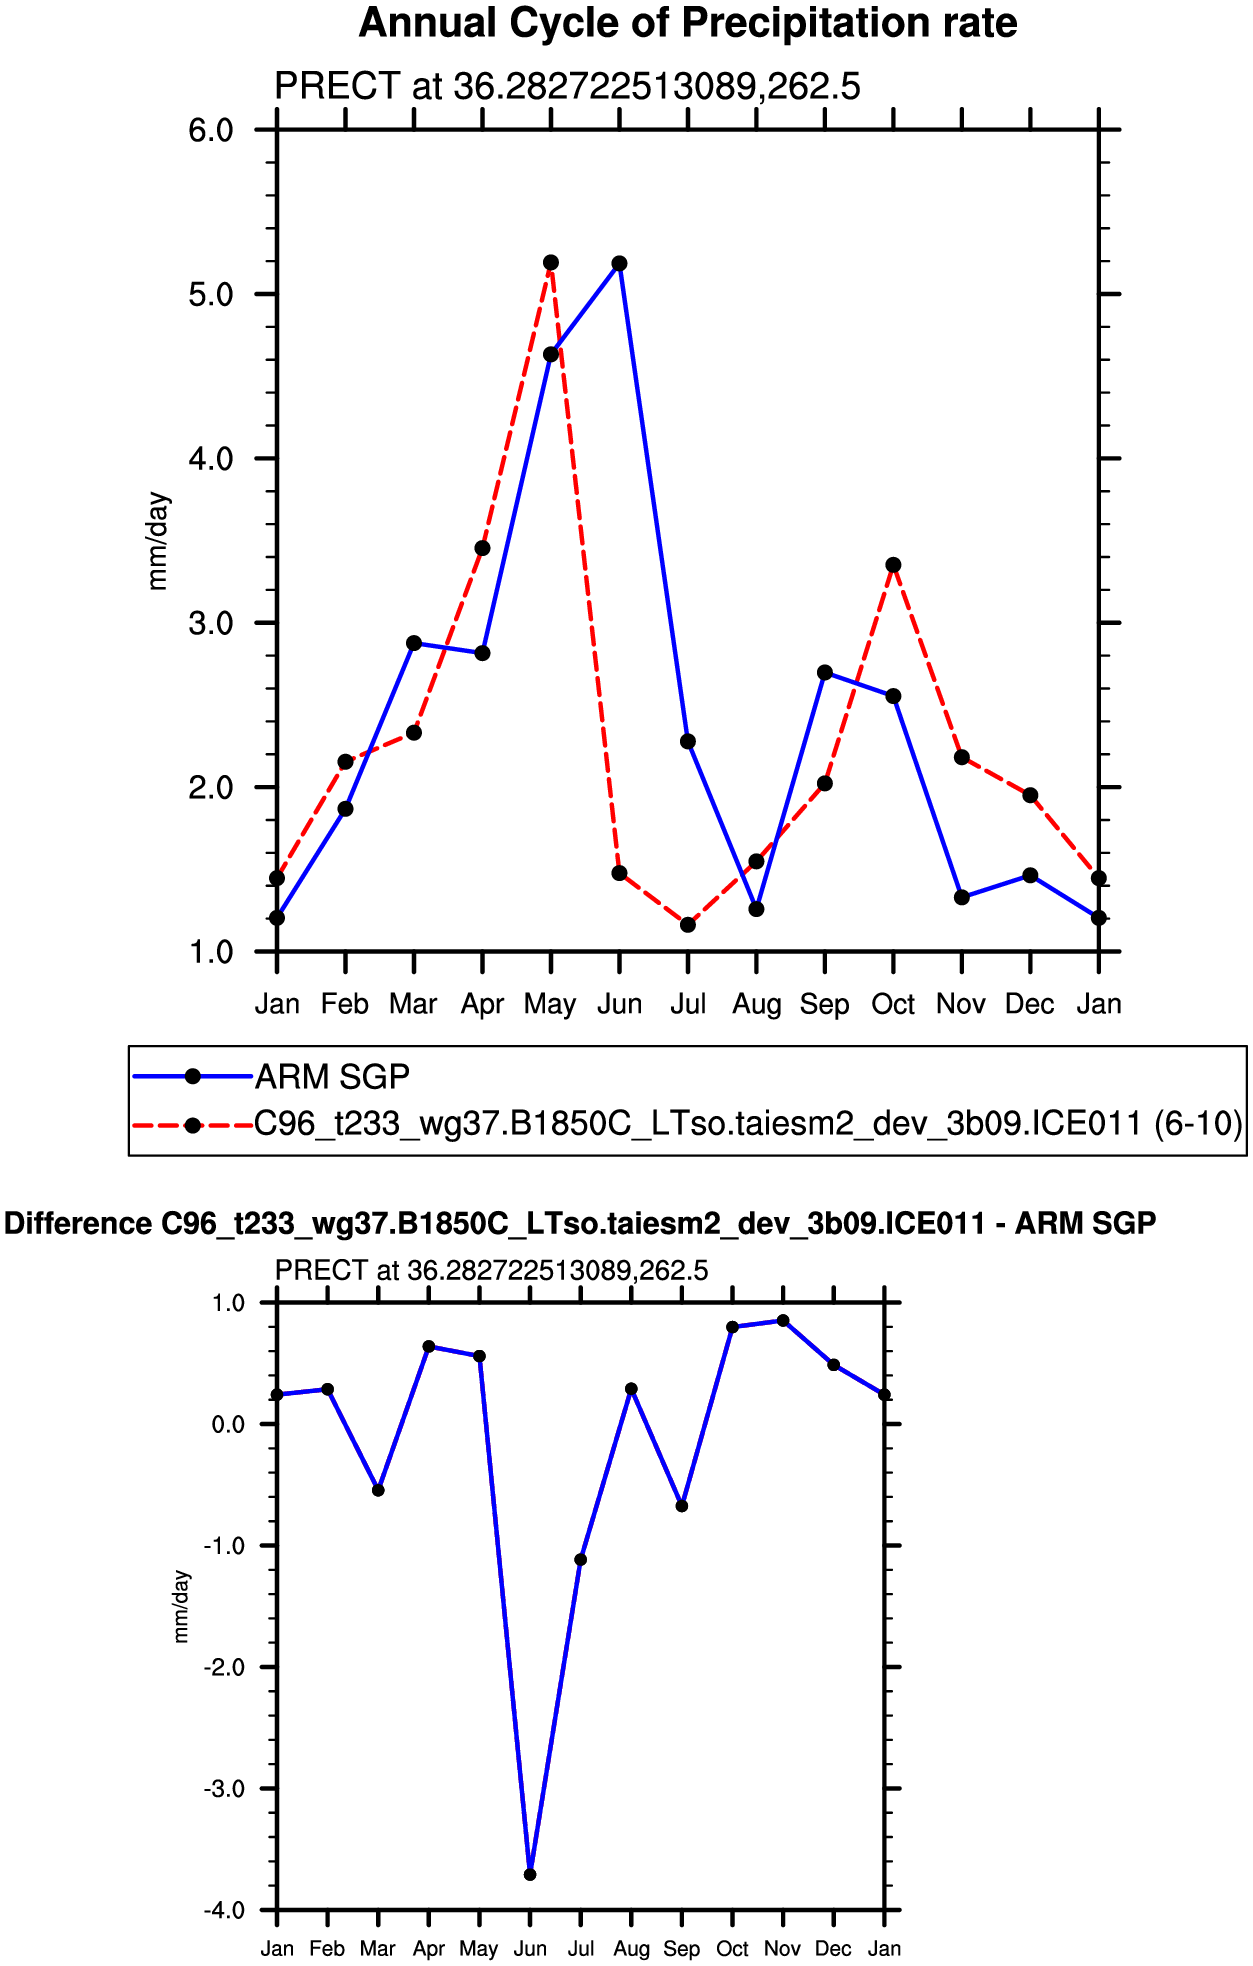 Annual Cycle of Precipitation rate
PRECT at 36.282722513089,262.5
6.0
5.0
4.0
3.0
2.0
1.0
mm/day
Jan Feb Mar Apr May Jun Jul Aug Sep Oct Nov Dec Jan
ARM SGP
C96_t233_wg37.B1850C_LTso.taiesm2_dev_3b09.ICE011 (6-10)
Difference C96_t233_wg37.B1850C_LTso.taiesm2_dev_3b09.ICE011 - ARM SGP
PRECT at 36.282722513089,262.5
1.0
0.0
-1.0
-2.0
-3.0
-4.0
mm/day
Jan Feb Mar Apr May Jun Jul Aug Sep Oct Nov Dec Jan